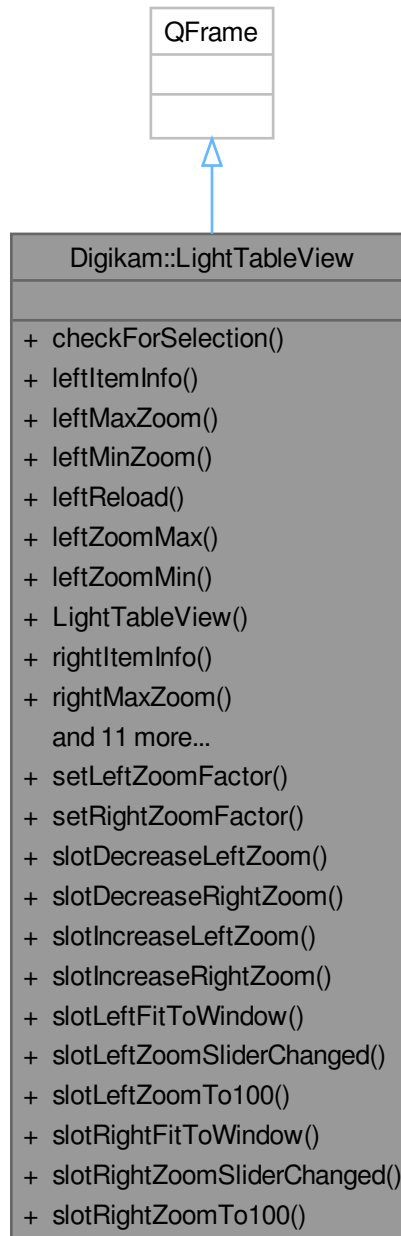 QFrame
Digikam::LightTableView
+ checkForSelection()
+ leftItemInfo()
+ leftMaxZoom()
+ leftMinZoom()
+ leftReload()
+ leftZoomMax()
+ leftZoomMin()
+ LightTableView()
+ rightItemInfo()
+ rightMaxZoom()
and 11 more...
+ setLeftZoomFactor()
+ setRightZoomFactor()
+ slotDecreaseLeftZoom()
+ slotDecreaseRightZoom()
+ slotIncreaseLeftZoom()
+ slotIncreaseRightZoom()
+ slotLeftFitToWindow()
+ slotLeftZoomSliderChanged()
+ slotLeftZoomTo100()
+ slotRightFitToWindow()
+ slotRightZoomSliderChanged()
+ slotRightZoomTo100()